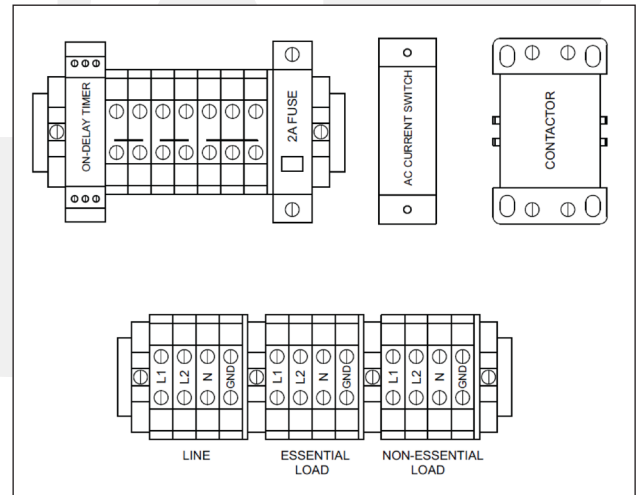 ON-DELAY TIMER
2A FUSE
AC CURRENT SWITCH
CONTACTOR
L1
L2
N
GND
L1
L2
N
GND
L1
L2
N
GND
LINE
ESSENTIAL
LOAD
NON-ESSENTIAL
LOAD